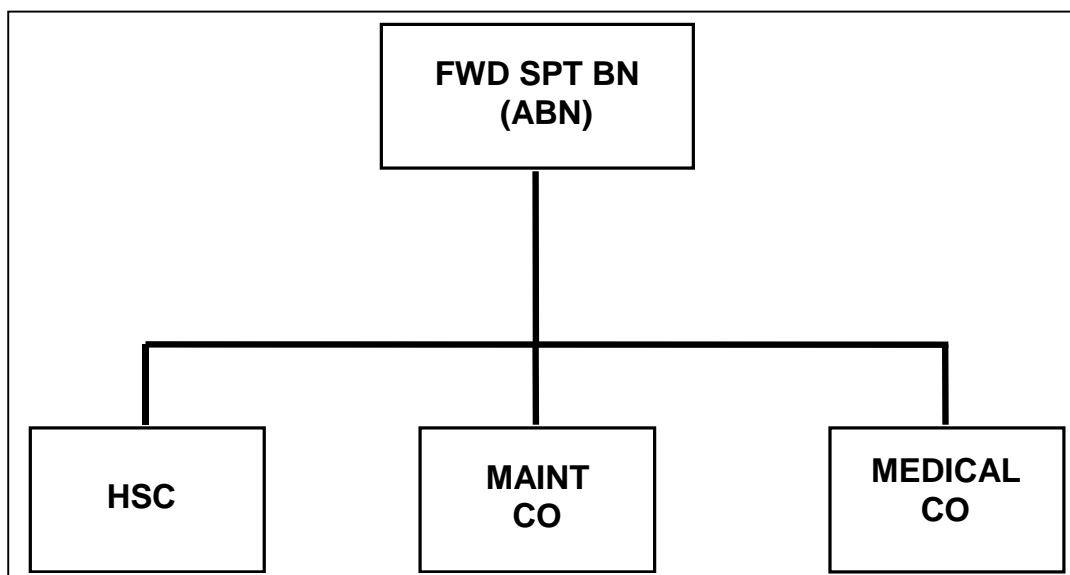 FWD SPT BN
(ABN)
HSC
MAINT
CO
MEDICAL
CO